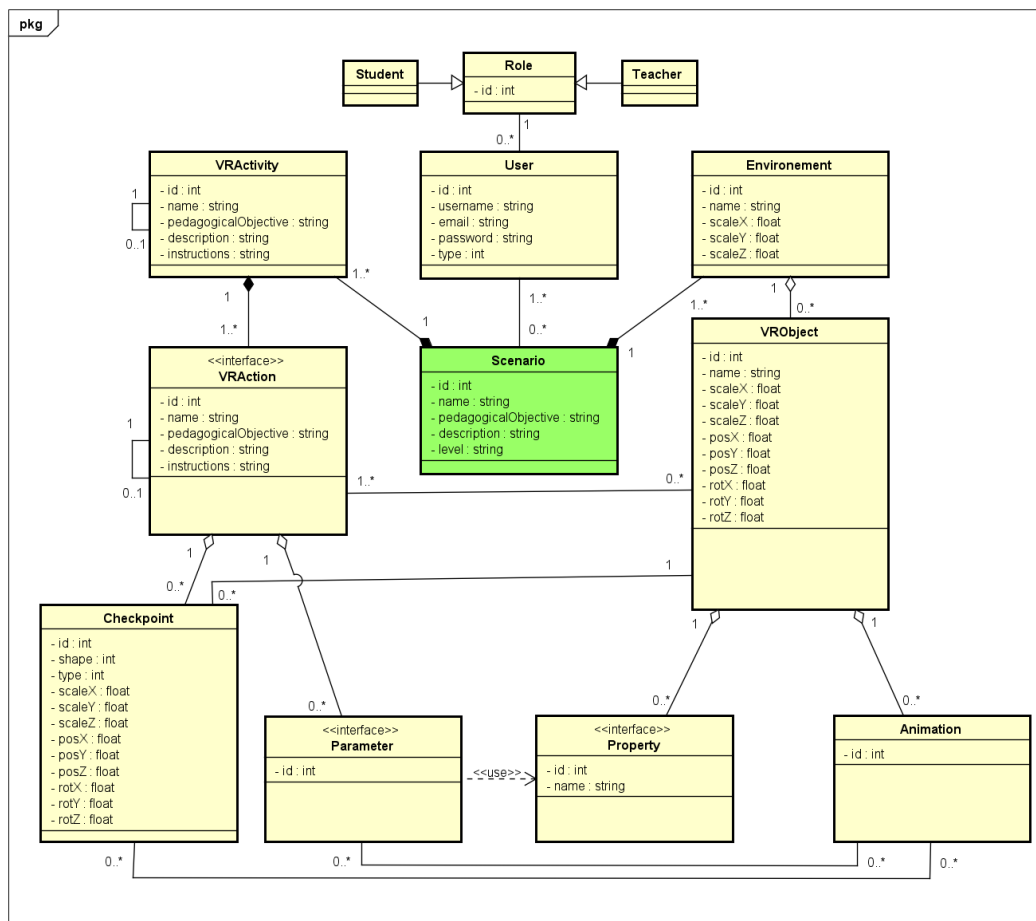 pkg
Student
Role
- id : int
Teacher
1
0..*
VRActivity
- id : int
- name : string
- pedagogicalObjective : string
- description : string
- instructions : string
1
0..1
User
- id : int
- username : string
- email : string
- password : string
- type : int
Environement
- id : int
- name : string
- scaleX : float
- scaleY : float
- scaleZ : float
1..*
1
1..*
1
1..*
0..*
1..*
1
1
0..*
<<interface>>
VRAction
- id : int
- name : string
- pedagogicalObjective : string
- description : string
- instructions : string
1
0..1
Scenario
- id : int
- name : string
- pedagogicalObjective : string
- description : string
- level : string
VRObject
- id : int
- name : string
- scaleX : float
- scaleY : float
- scaleZ : float
- posX : float
- posY : float
- posZ : float
- rotX : float
- rotY : float
- rotZ : float
1..*
0..*
1
1
0..*
0..*
1
Checkpoint
- id : int
- shape : int
- type : int
- scaleX : float
- scaleY : float
- scaleZ : float
- posX : float
- posY : float
- posZ : float
- rotX : float
- rotY : float
- rotZ : float
1
1
0..*
0..*
0..*
<<interface>>
Parameter
- id : int
<<use>>
<<interface>>
Property
- id : int
- name : string
Animation
- id : int
0..*
0..*
0..*
0..*